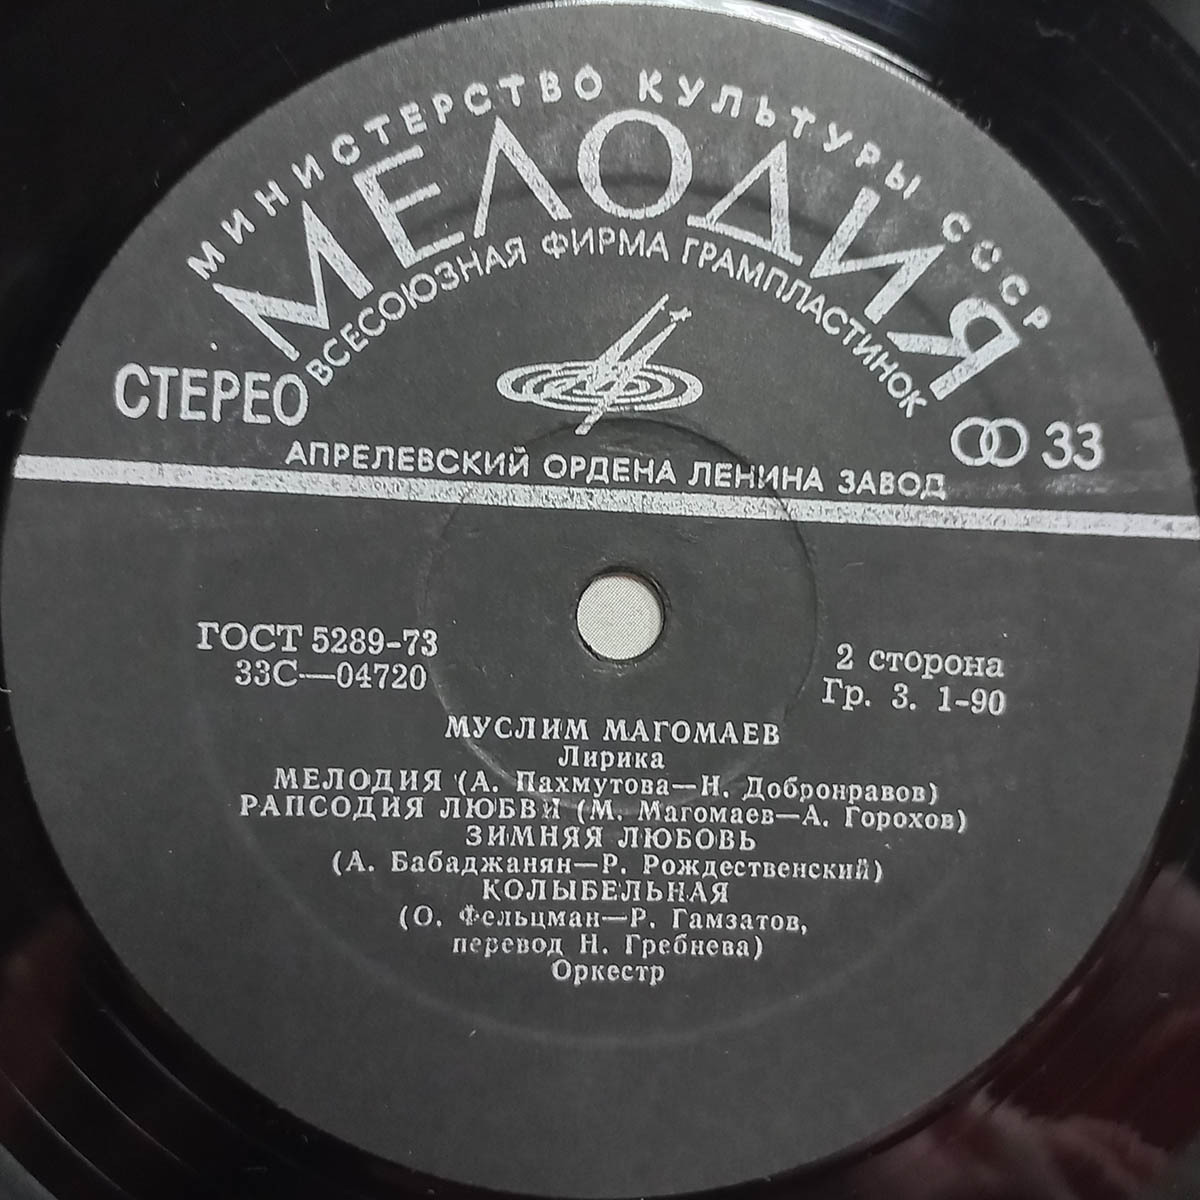 МИНИСТЕРСТВО КУЛЬТУРЫ СССР
МЕЛОДИЯ
ВСЕСОЮЗНАЯ ФИРМА ГРАМПЛАСТИНОК
СТЕРЕО
33
АПРЕЛЕВСКИЙ ОРДЕНА ЛЕНИНА ЗАВОД
ГОСТ 5289-73
33С—04720
2 сторона
Гр. 3. 1-90
МУСЛИМ МАГОМАЕВ
Лирика
МЕЛОДИЯ (А. Пахмутова—Н. Добронравов)
РАПСОДИЯ ЛЮБВИ (М. Магомаев—А. Горохов)
ЗИМНЯЯ ЛЮБОВЬ
(А. Бабаджанян—Р. Рождественский)
КОЛЫБЕЛЬНАЯ
(О. Фельцман—Р. Гамзатов,
перевод Н. Гребнева)
Оркестр